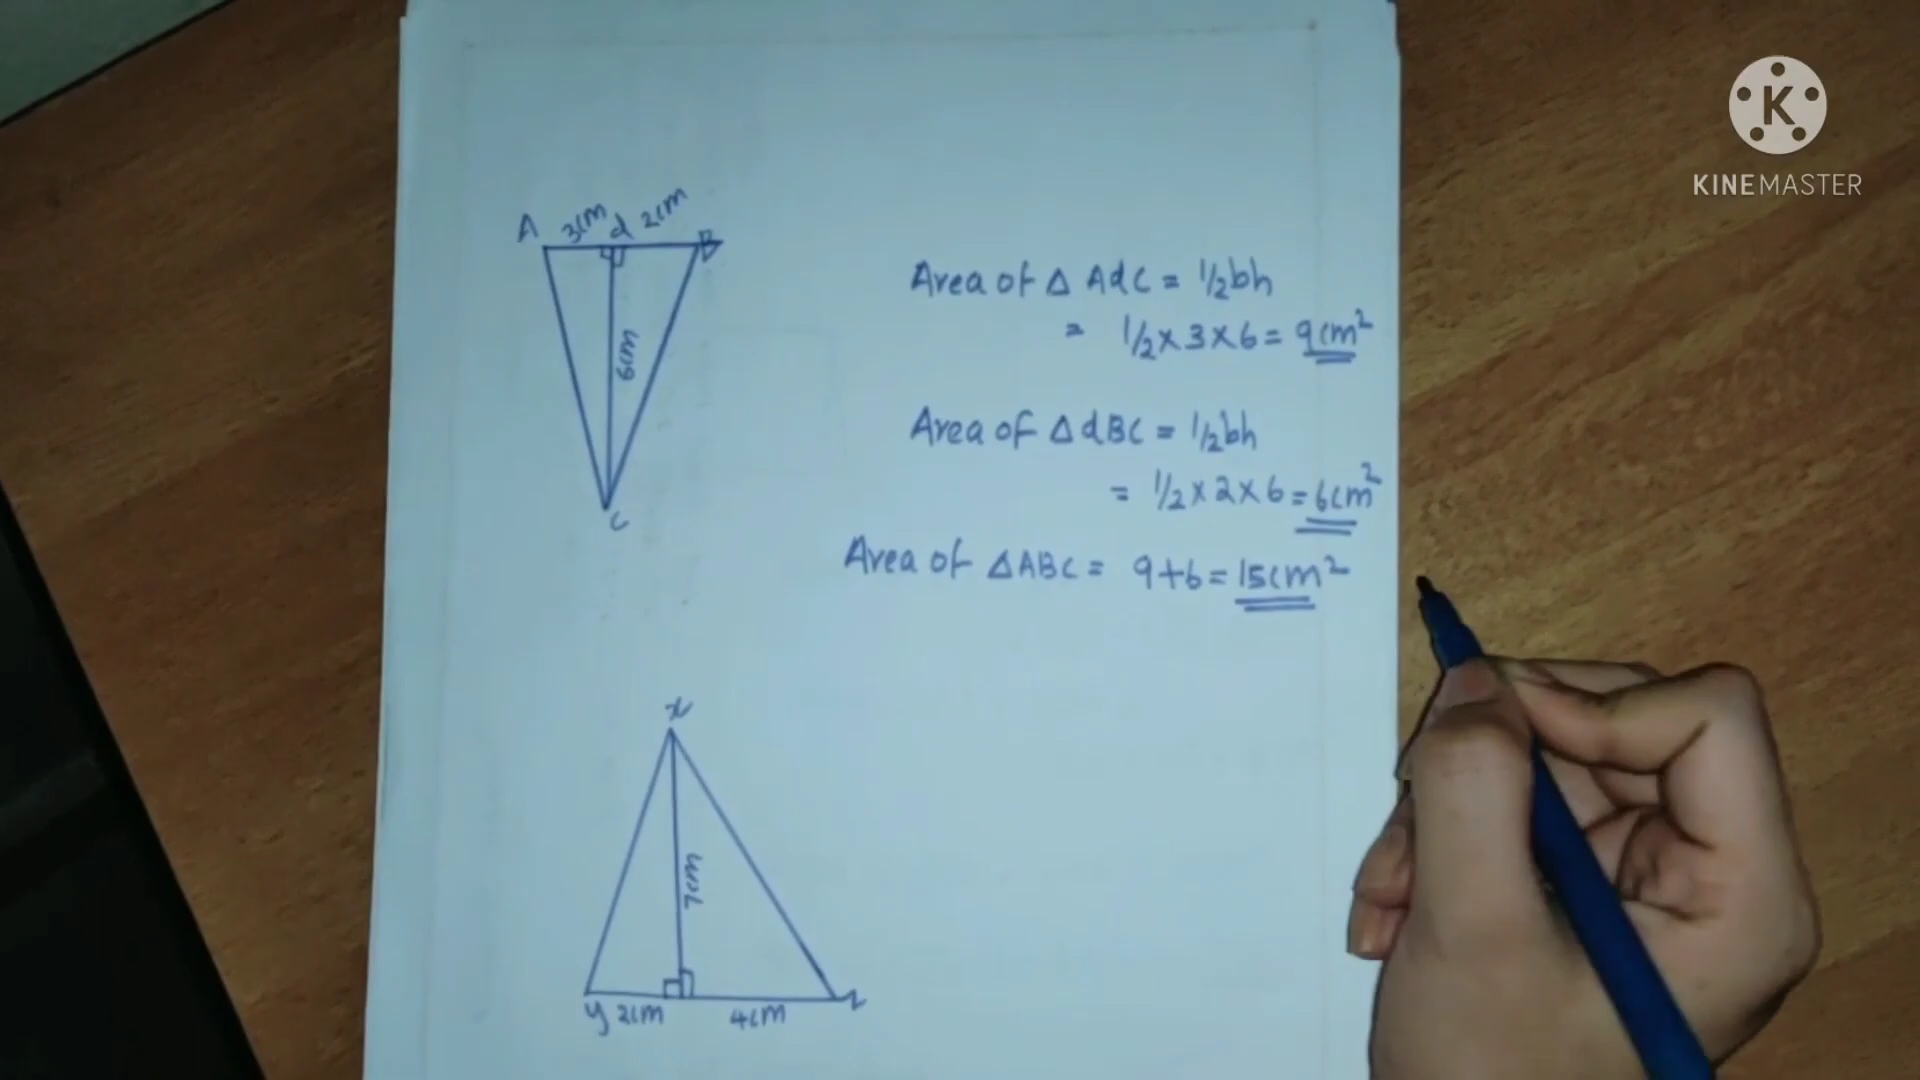 K
KINEMASTER
A 3cm d 2cm B
6cm
C
Area of △ AdC = 1/2bh
= 1/2 x 3 x 6 = 9cm²
Area of △dBC = 1/2bh
= 1/2 x 2 x 6 = 6cm²
Area of △ABC = 9+6 = 15cm²
x
7cm
y 2cm 4cm z